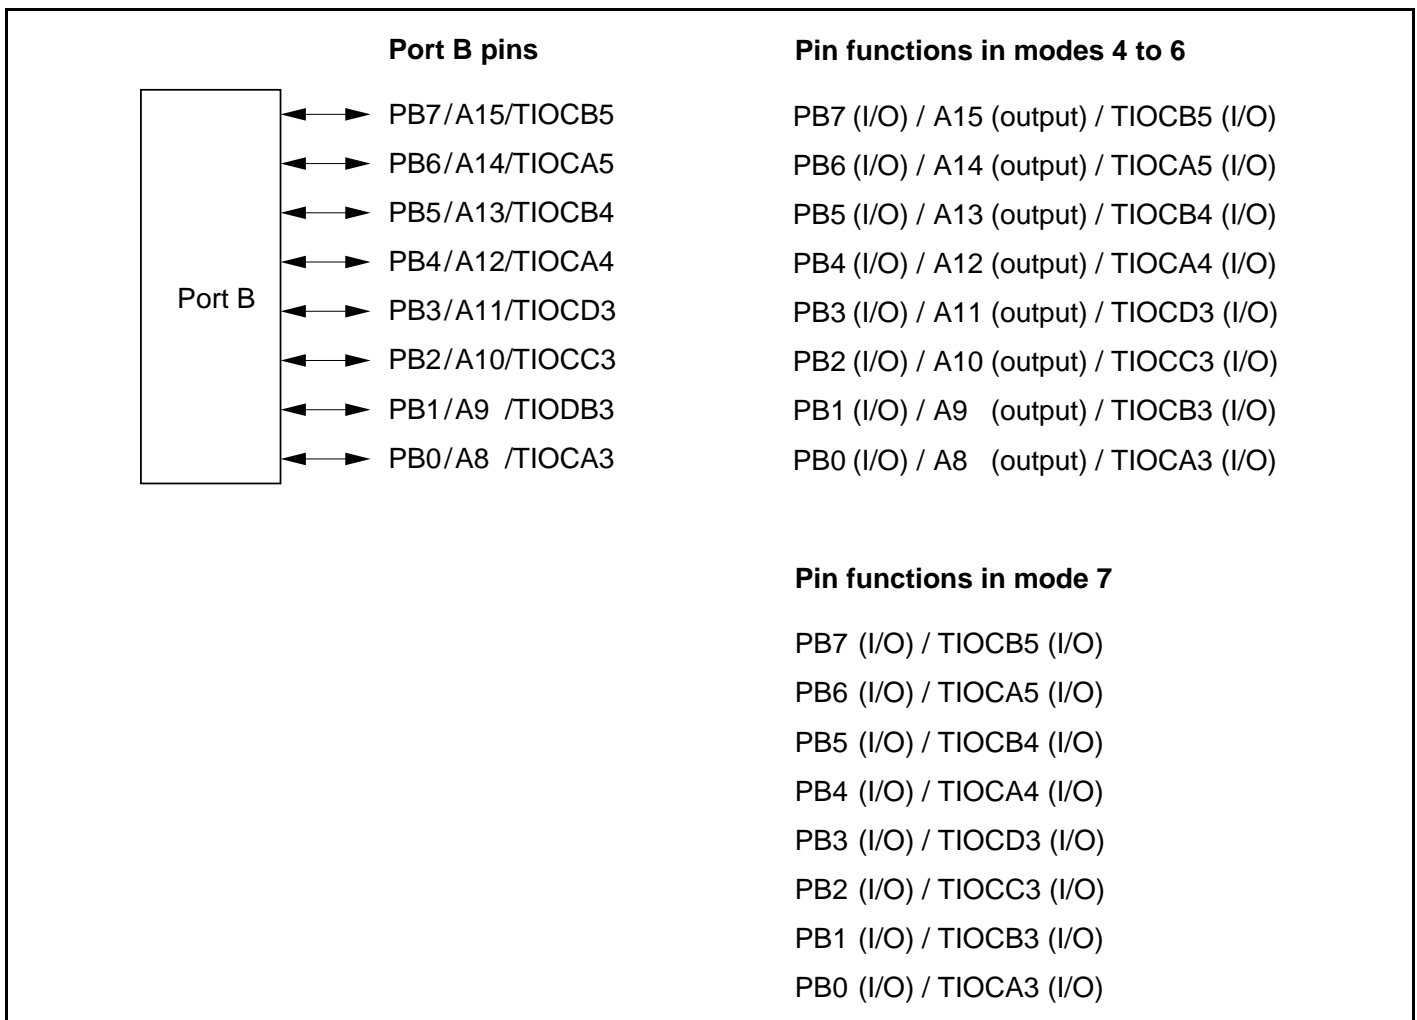 Port B pins
PB7/A15/TIOCB5
PB6/A14/TIOCA5
PB5/A13/TIOCB4
PB4/A12/TIOCA4
PB3/A11/TIOCD3
PB2/A10/TIOCC3
PB1/A9 /TIODB3
PB0/A8 /TIOCA3
Port B
Pin functions in modes 4 to 6
PB7 (I/O) / A15 (output) / TIOCB5 (I/O)
PB6 (I/O) / A14 (output) / TIOCA5 (I/O)
PB5 (I/O) / A13 (output) / TIOCB4 (I/O)
PB4 (I/O) / A12 (output) / TIOCA4 (I/O)
PB3 (I/O) / A11 (output) / TIOCD3 (I/O)
PB2 (I/O) / A10 (output) / TIOCC3 (I/O)
PB1 (I/O) / A9 (output) / TIOCB3 (I/O)
PB0 (I/O) / A8 (output) / TIOCA3 (I/O)
Pin functions in mode 7
PB7 (I/O) / TIOCB5 (I/O)
PB6 (I/O) / TIOCA5 (I/O)
PB5 (I/O) / TIOCB4 (I/O)
PB4 (I/O) / TIOCA4 (I/O)
PB3 (I/O) / TIOCD3 (I/O)
PB2 (I/O) / TIOCC3 (I/O)
PB1 (I/O) / TIOCB3 (I/O)
PB0 (I/O) / TIOCA3 (I/O)